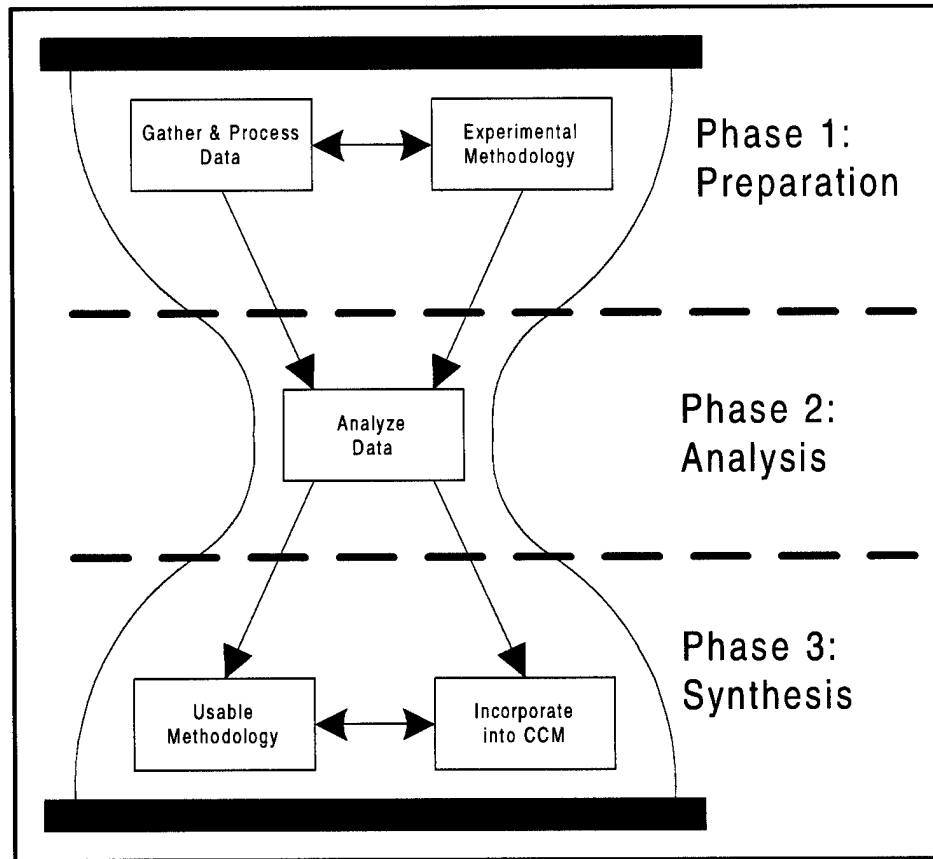 Gather & Process
Data
Experimental
Methodology
Phase 1:
Preparation
Analyze
Data
Phase 2:
Analysis
Usable
Methodology
Incorporate
into CCM
Phase 3:
Synthesis